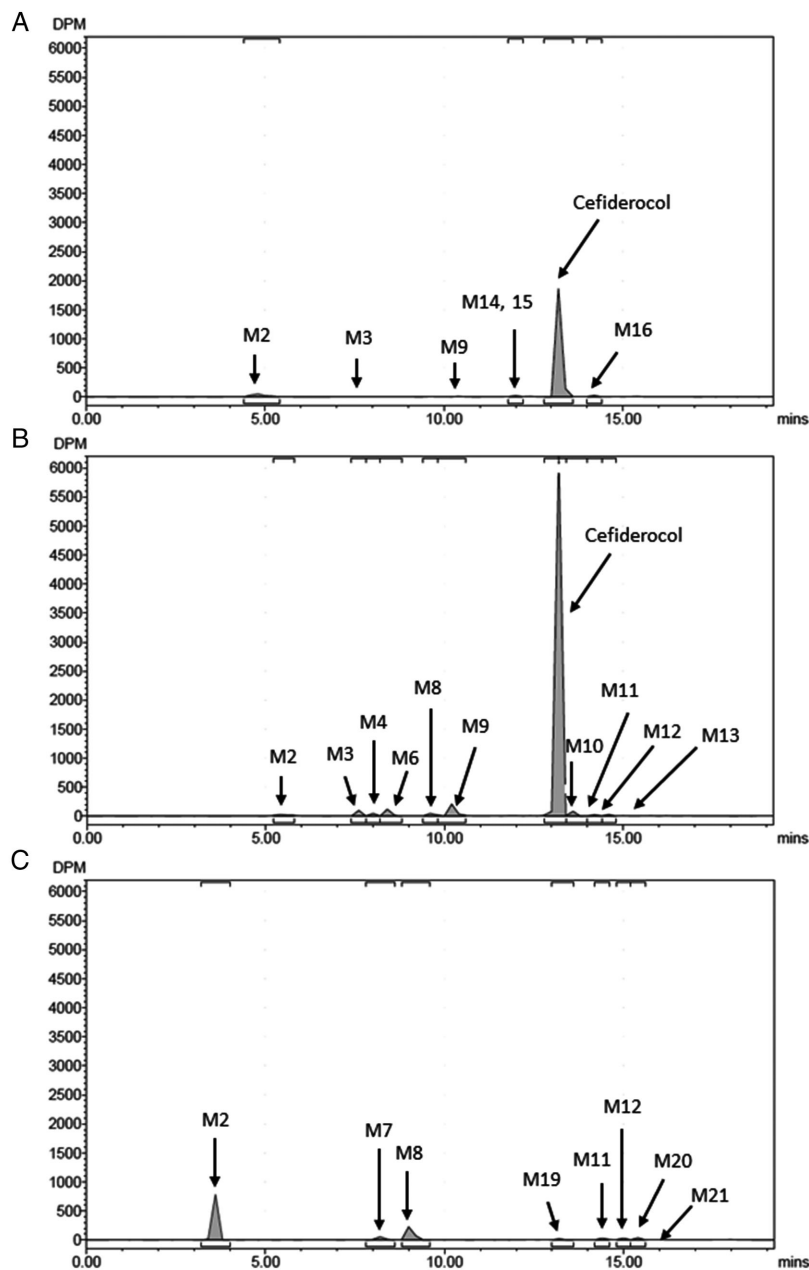 A
DPM
6000
5500
5000
4500
4000
3500
3000
2500
2000
1500
1000
500
0
Cefiderocol
M2
M3
M9
M14, 15
M16
0.00 5.00 10.00 15.00 mins
B
DPM
6000
5500
5000
4500
4000
3500
3000
2500
2000
1500
1000
500
0
Cefiderocol
M2
M3
M4
M6
M8
M9
M10
M11
M12
M13
0.00 5.00 10.00 15.00 mins
C
DPM
6000
5500
5000
4500
4000
3500
3000
2500
2000
1500
1000
500
0
M2
M7
M8
M19
M11
M12
M20
M21
0.00 5.00 10.00 15.00 mins